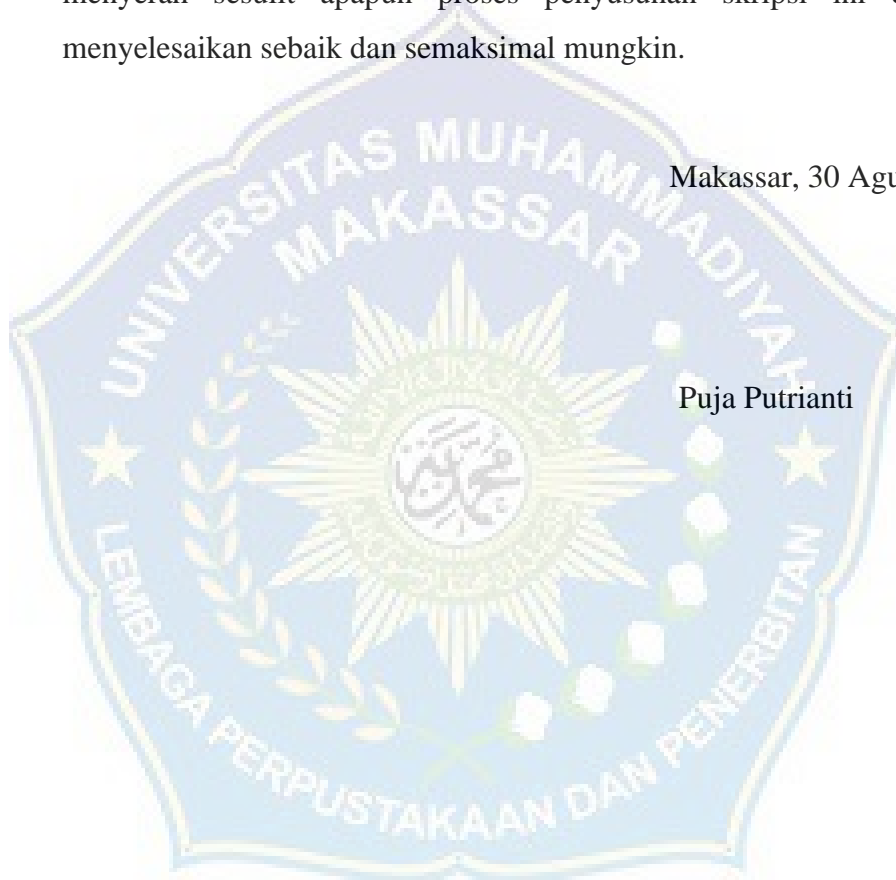 menyerah sesulit apapun proses penyusunan skripsi ini
menyelesaikan sebaik dan semaksimal mungkin.
Makassar, 30 Agu
Puja Putrianti
UNIVERSITAS MUHAMMADIYAH
MAKASSAR
LEMBAGA PERPUSTAKAAN DAN PENERBITAN